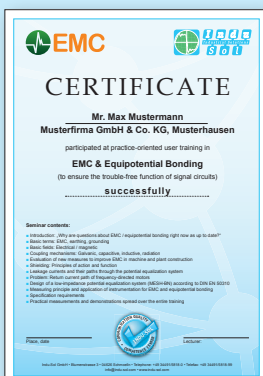 EMC
Indu
Sol
CERTIFICATE
Mr. Max Mustermann
Musterfirma GmbH & Co. KG, Musterhausen
participated at practice-oriented user training in
EMC & Equipotential Bonding
(to ensure the trouble-free function of signal circuits)
successfully
Seminar contents:
Introduction: „Why are questions about EMC / equipotential bonding right now as up to date?"
Basic terms: EMC, earthing, grounding
Basic fields: Electrical / magnetic
Coupling mechanisms: Galvanic, capacitive, inductive, radiation
Evaluation of new measures to improve EMC in machine and plant construction
Shielding: Principles of action and function
Leakage currents and their paths through the potential equalization system
Problem: Return current path of frequency-directed motors
Design of a low-impedance potential equalization system (MESH-BN) according to DIN EN 50310
Measuring principle and application of instrumentation for EMC and equipotential bonding
Specification requirements
Practical measurements and demonstrations spread over the entire training
Place, date
Lecturer: